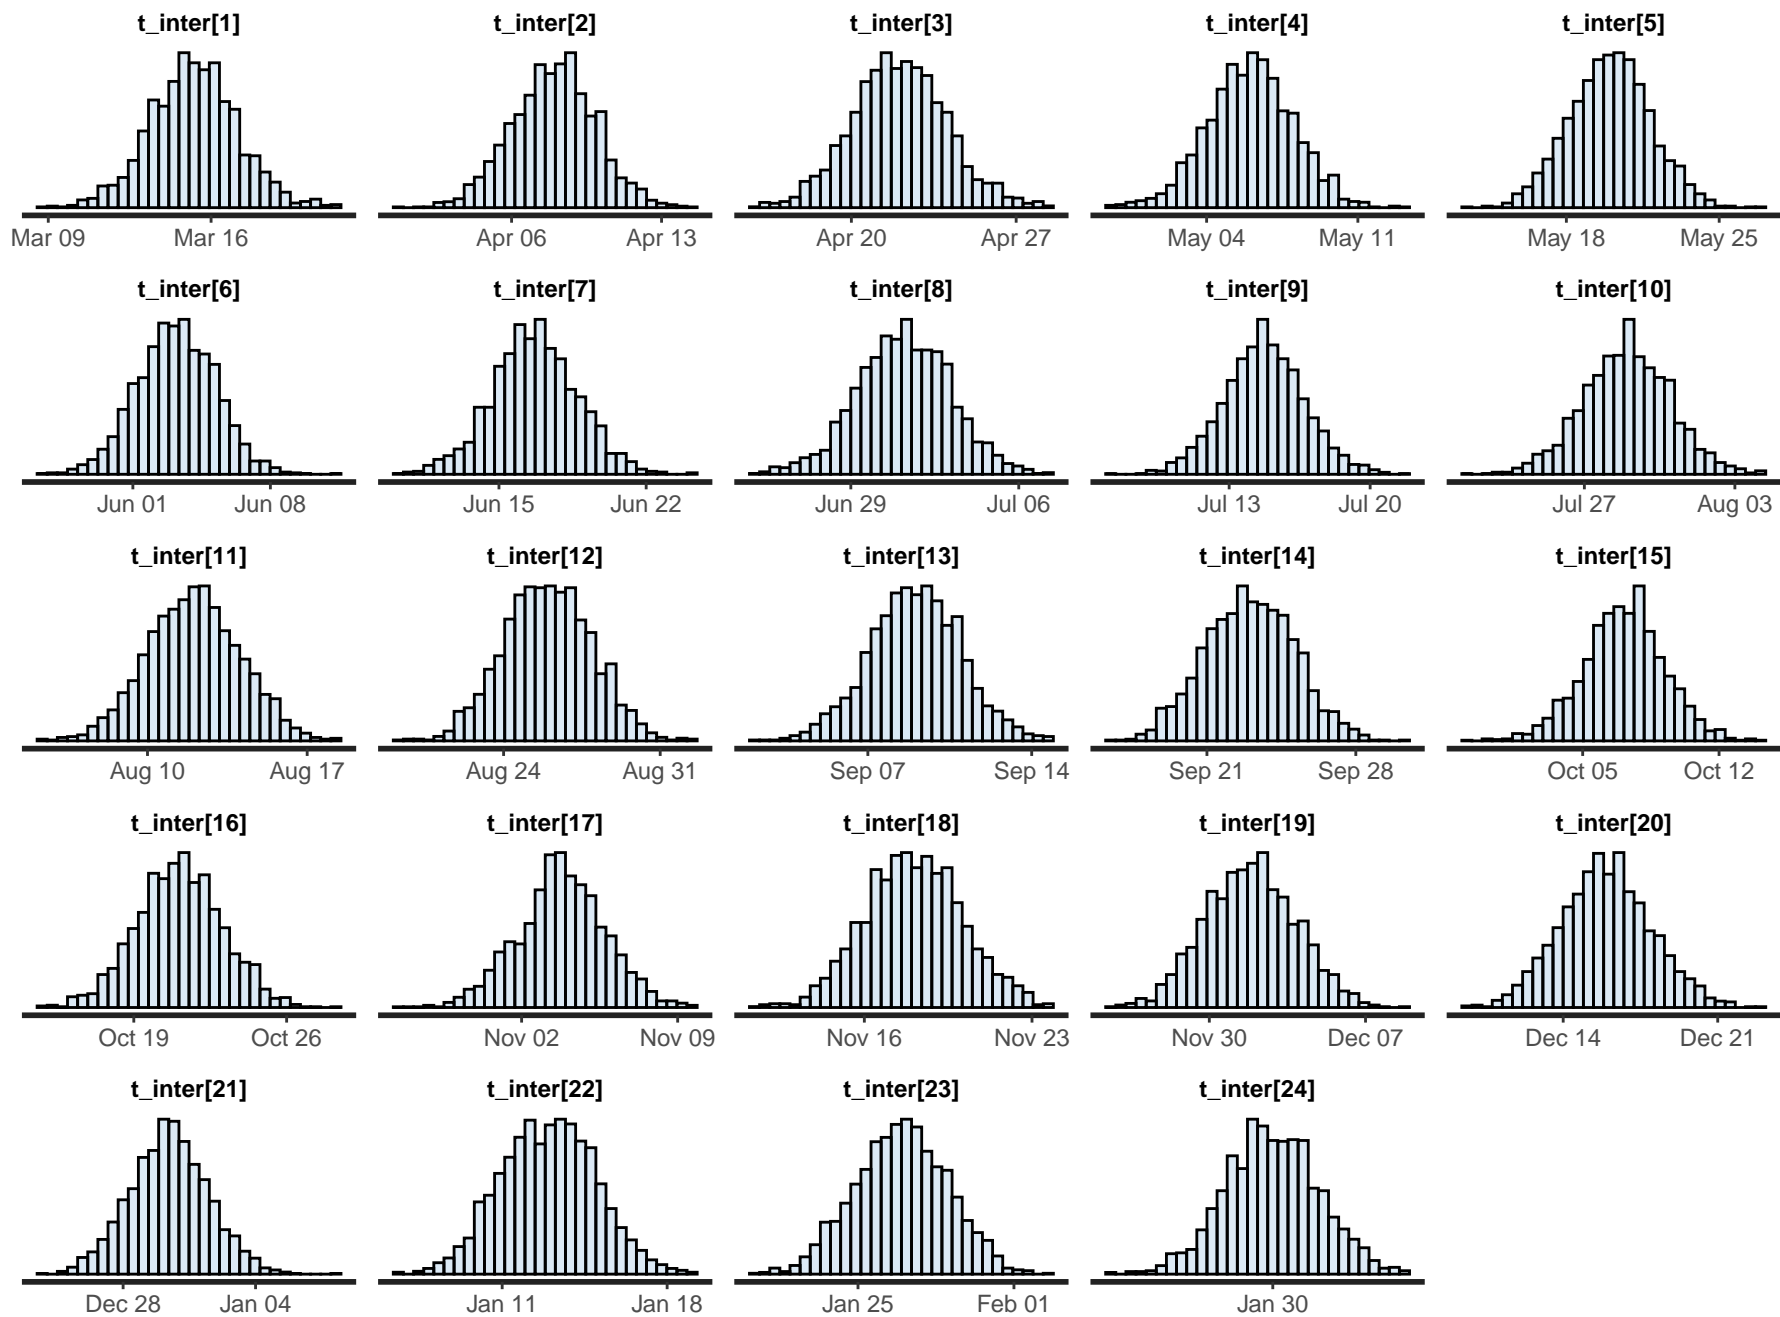 t_inter[1] t_inter[2] t_inter[3] t_inter[4] t_inter[5]
Mar 09 Mar 16 Apr 06 Apr 13 Apr 20 Apr 27 May 04 May 11 May 18 May 25
t_inter[6] t_inter[7] t_inter[8] t_inter[9] t_inter[10]
Jun 01 Jun 08 Jun 15 Jun 22 Jun 29 Jul 06 Jul 13 Jul 20 Jul 27 Aug 03
t_inter[11] t_inter[12] t_inter[13] t_inter[14] t_inter[15]
Aug 10 Aug 17 Aug 24 Aug 31 Sep 07 Sep 14 Sep 21 Sep 28 Oct 05 Oct 12
t_inter[16] t_inter[17] t_inter[18] t_inter[19] t_inter[20]
Oct 19 Oct 26 Nov 02 Nov 09 Nov 16 Nov 23 Nov 30 Dec 07 Dec 14 Dec 21
t_inter[21] t_inter[22] t_inter[23] t_inter[24]
Dec 28 Jan 04 Jan 11 Jan 18 Jan 25 Feb 01 Jan 30